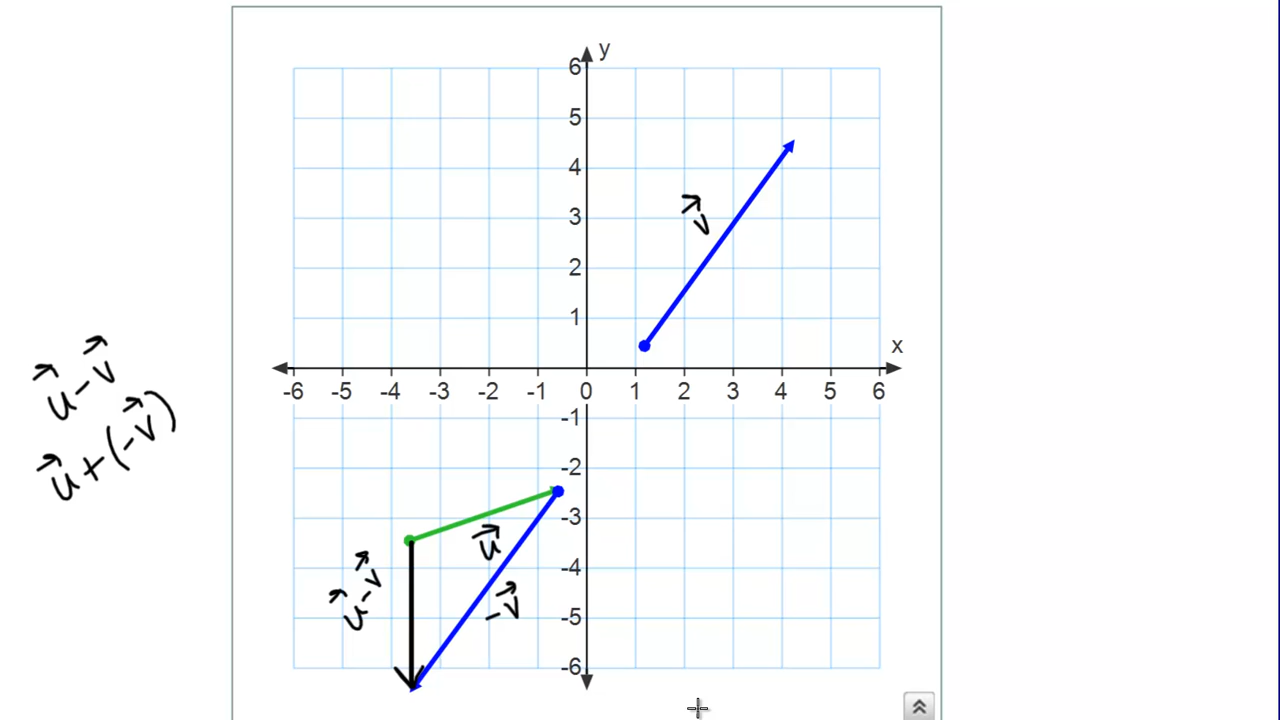 y
6
5
4
3
2
1
x
-6 -5 -4 -3 -2 -1 0 1 2 3 4 5 6
-1
-2
-3
-4
-5
-6
v⃗
u⃗-v⃗
u⃗+(-v⃗)
u⃗
u⃗-v⃗
-v⃗